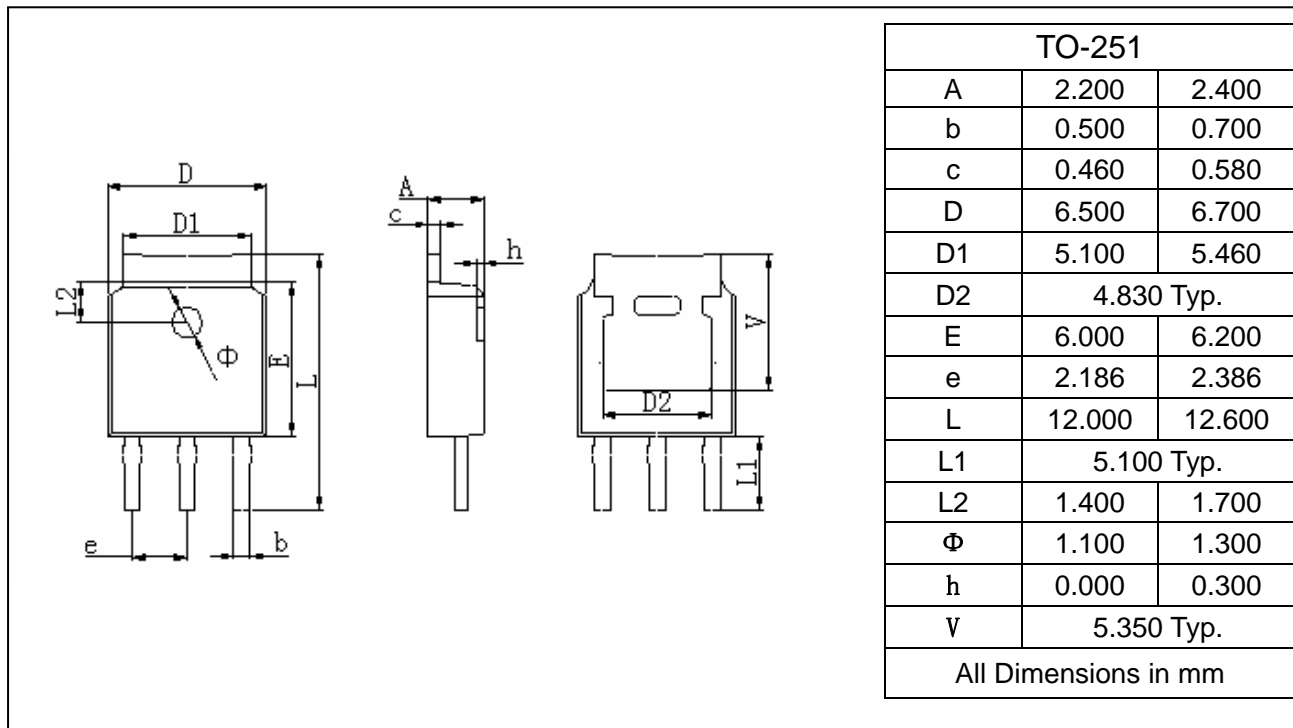 D
D1
L2
Φ
E
L
e
b
A
c
h
V
D2
L1
TO-251
A 2.200 2.400
b 0.500 0.700
c 0.460 0.580
D 6.500 6.700
D1 5.100 5.460
D2 4.830 Typ.
E 6.000 6.200
e 2.186 2.386
L 12.000 12.600
L1 5.100 Typ.
L2 1.400 1.700
Φ 1.100 1.300
h 0.000 0.300
V 5.350 Typ.
All Dimensions in mm